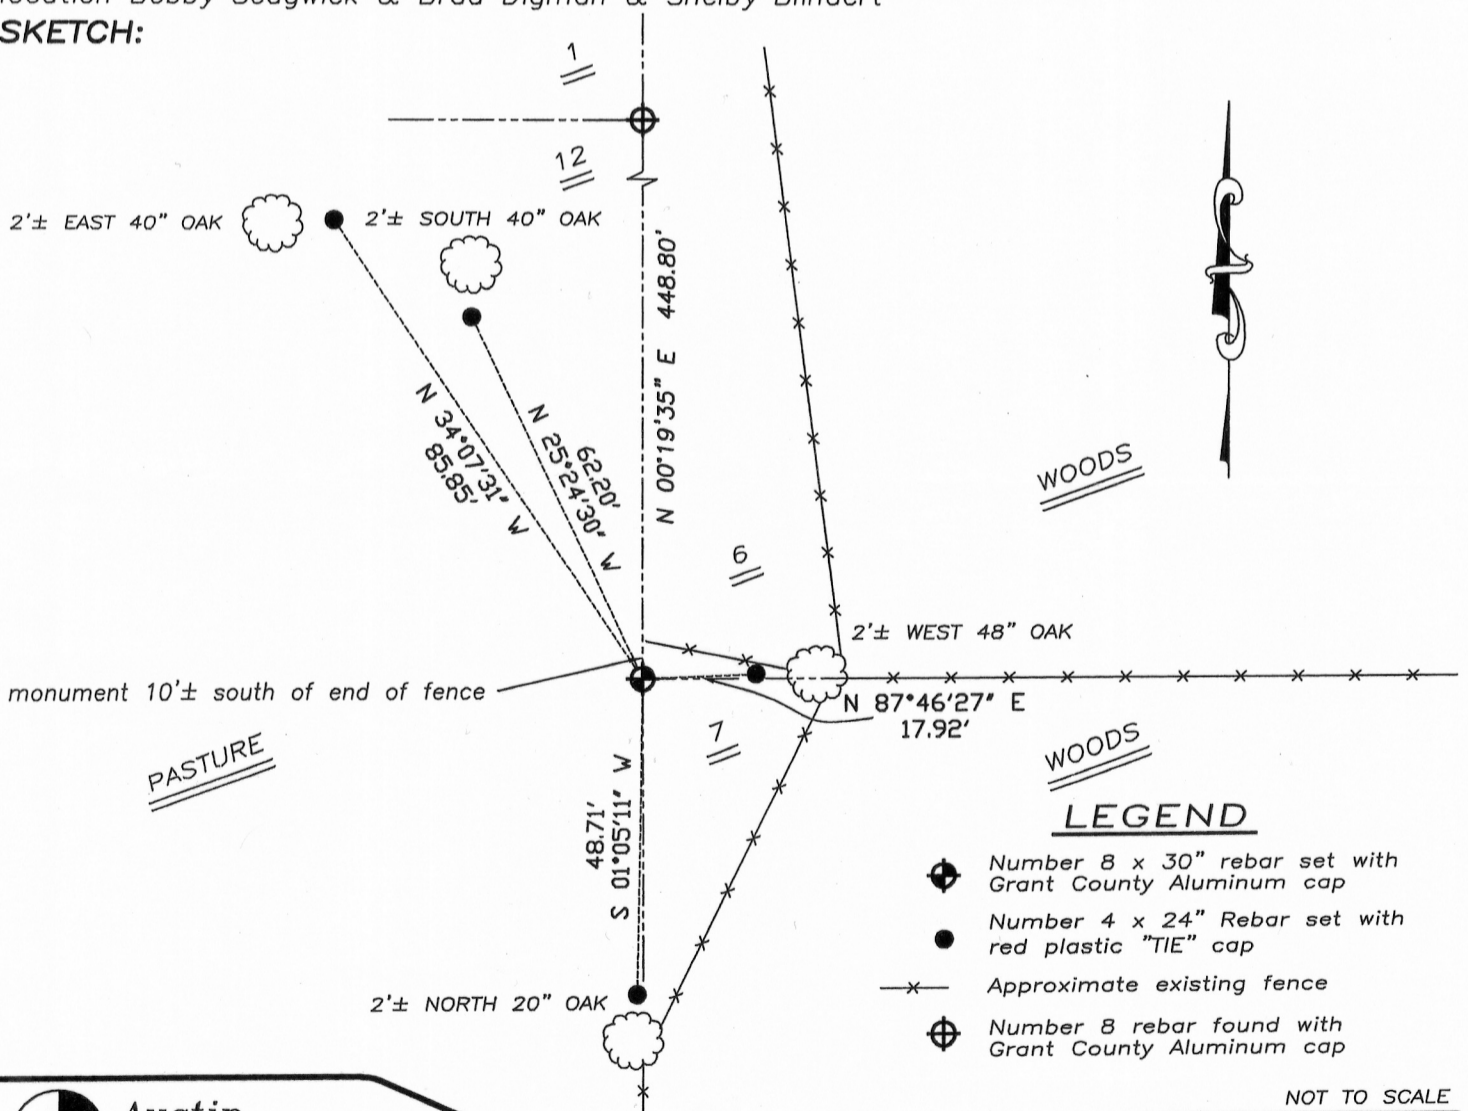 SKETCH:
1
12
2'± EAST 40" OAK
2'± SOUTH 40" OAK
N 00°19'35" E 448.80'
N 34°07'31" W
85.85'
62.20'
N 25°24'30" W
WOODS
6
2'± WEST 48" OAK
monument 10'± south of end of fence
N 87°46'27" E
17.92'
7
PASTURE
WOODS
48.71'
S 01°05'11" W
2'± NORTH 20" OAK
LEGEND
Number 8 x 30" rebar set with
Grant County Aluminum cap
Number 4 x 24" Rebar set with
red plastic "TIE" cap
Approximate existing fence
Number 8 rebar found with
Grant County Aluminum cap
NOT TO SCALE